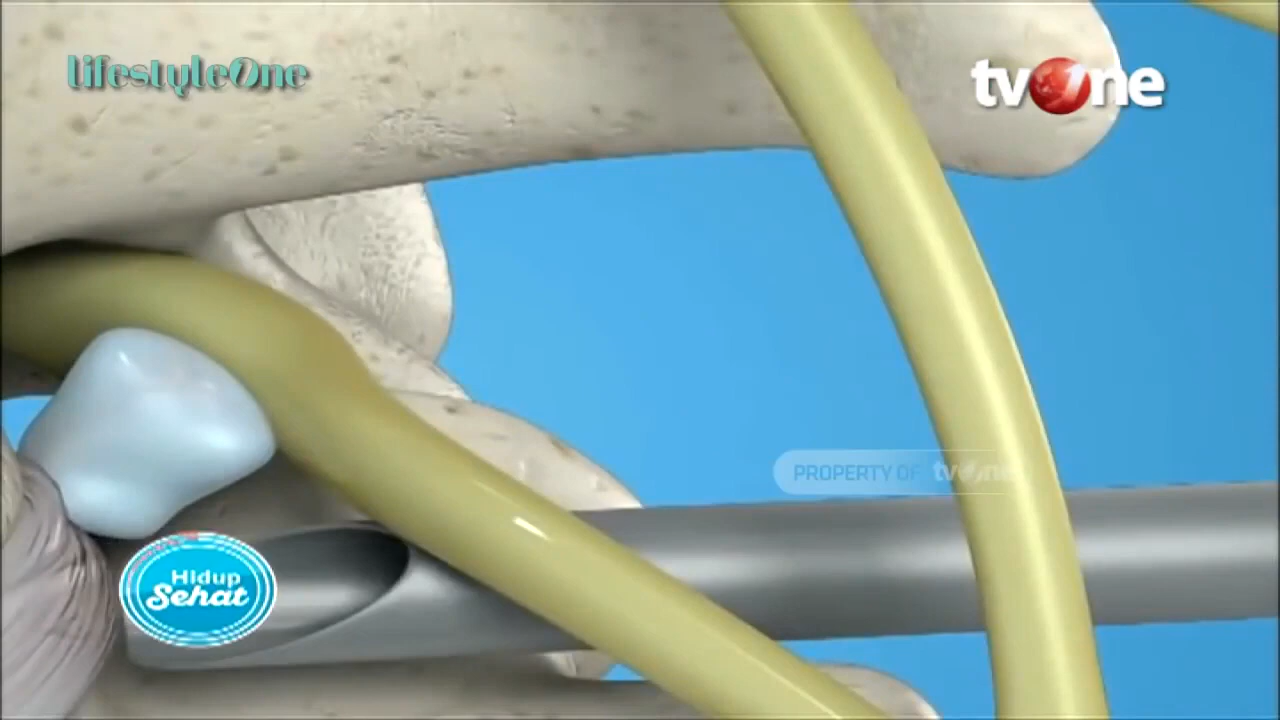 lifestyleOne
tvOne
PROPERTY OF tvOne
Hidup
Sehat